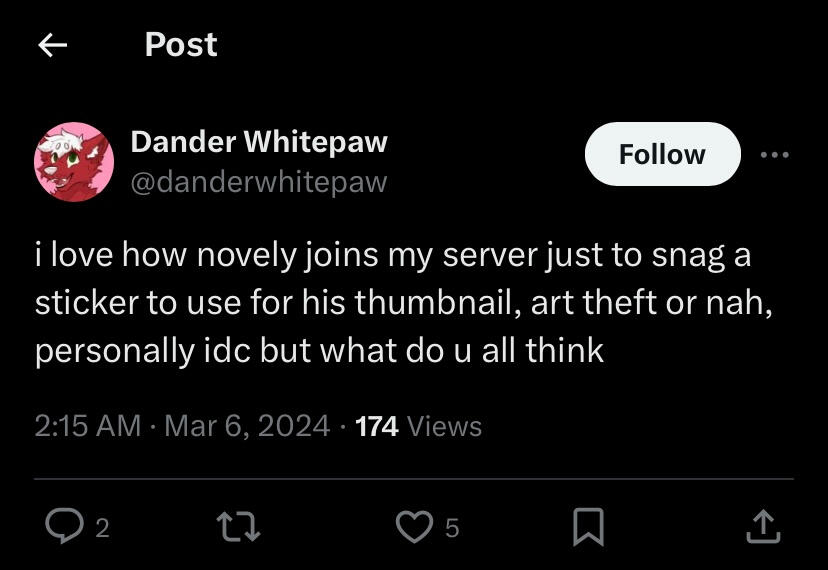 Post
Dander Whitepaw
@danderwhitepaw
Follow
i love how novely joins my server just to snag a
sticker to use for his thumbnail, art theft or nah,
personally idc but what do u all think
2:15 AM · Mar 6, 2024 · 174 Views
2
5